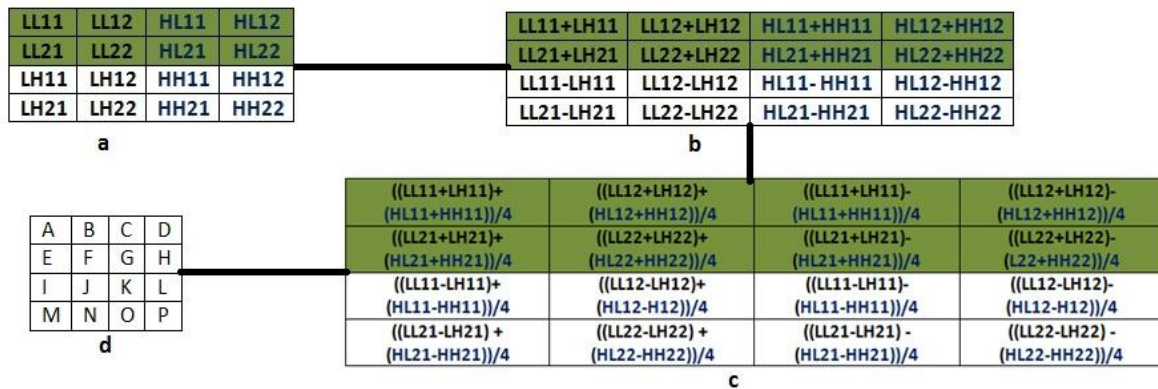 LL11 LL12 HL11 HL12
LL21 LL22 HL21 HL22
LH11 LH12 HH11 HH12
LH21 LH22 HH21 HH22
a
LL11+LH11 LL12+LH12 HL11+HH11 HL12+HH12
LL21+LH21 LL22+LH22 HL21+HH21 HL22+HH22
LL11-LH11 LL12-LH12 HL11- HH11 HL12-HH12
LL21-LH21 LL22-LH22 HL21-HH21 HL22-HH22
b
((LL11+LH11)+ ((LL12+LH12)+ ((LL11+LH11)- ((LL12+LH12)-
(HL11+HH11))/4 (HL12+HH12))/4 (HL11+HH11))/4 (HL12+HH12))/4
((LL21+LH21)+ ((LL22+LH22)+ ((LL21+LH21)- ((LL22+LH22)-
(HL21+HH21))/4 (HL22+HH22))/4 (HL21+HH21))/4 (L22+HH22))/4
((LL11-LH11)+ ((LL12-LH12)+ ((LL11-LH11)- ((LL12-LH12)-
(HL11-HH11))/4 (HL12-H12))/4 (HL11-HH11))/4 (HL12-H12))/4
((LL21-LH21) + ((LL22-LH22) + ((LL21-LH21) - ((LL22-LH22) -
(HL21-HH21))/4 (HL22-HH22))/4 (HL21-HH21))/4 (HL22-HH22))/4
c
A B C D
E F G H
I J K L
M N O P
d